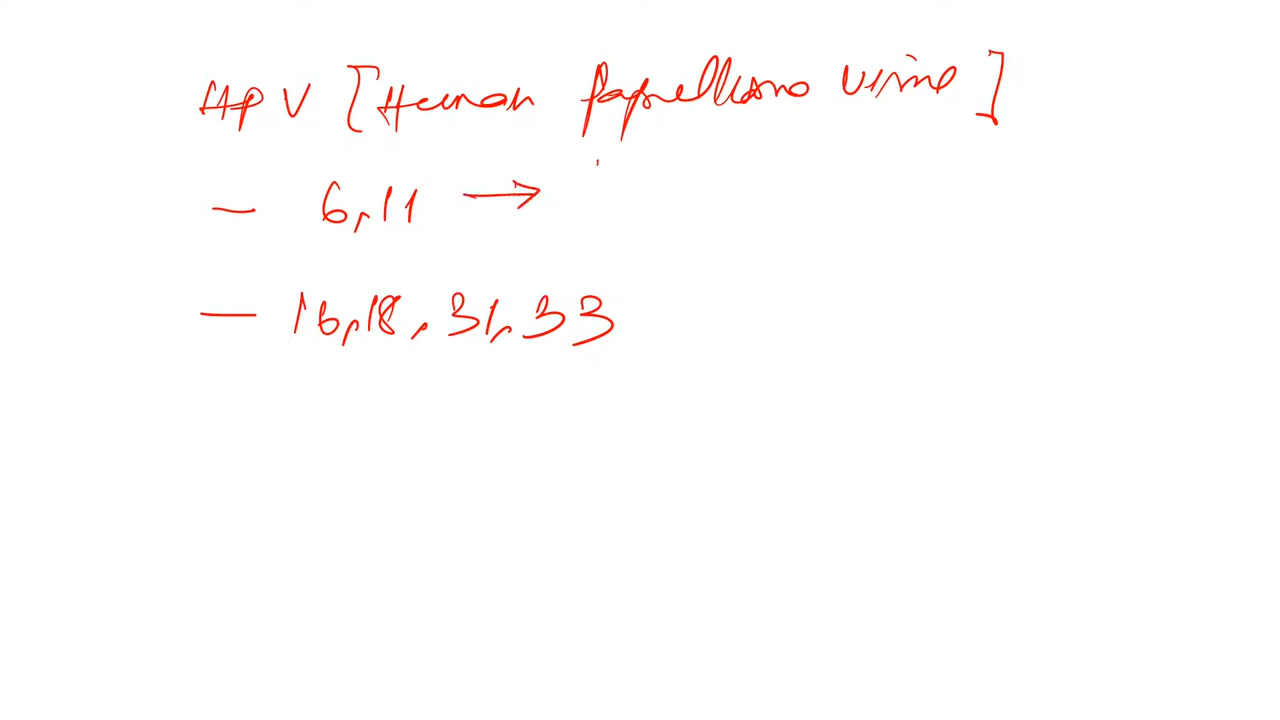 HPV [Human Papilloma Virus]
- 6, 11 →
- 16, 18, 31, 33